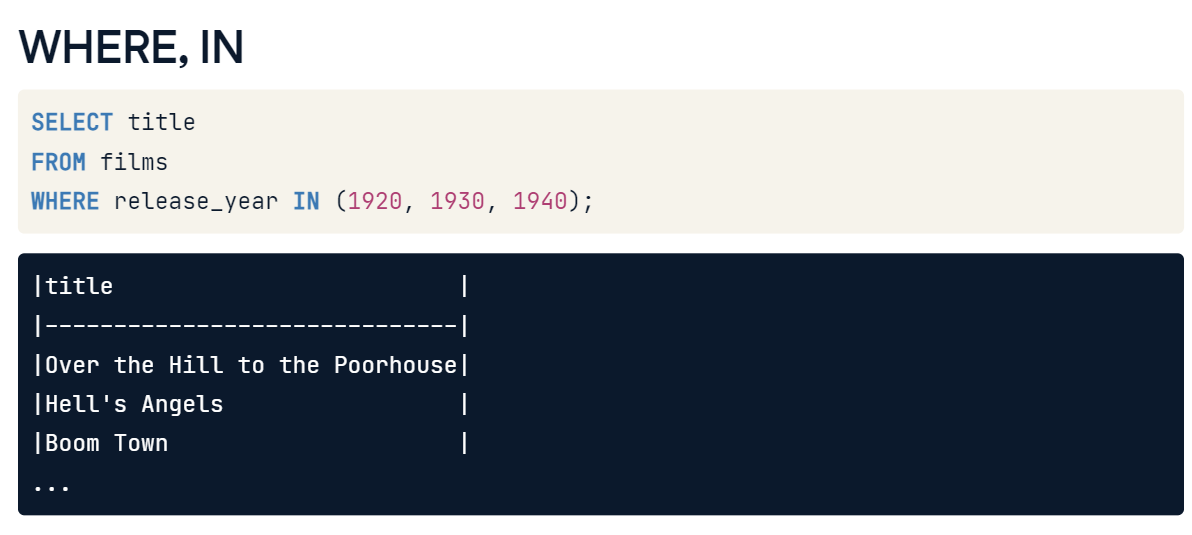 WHERE, IN
SELECT title
FROM films
WHERE release_year IN (1920, 1930, 1940);
|title                         |
|------------------------------|
|Over the Hill to the Poorhouse|
|Hell's Angels                 |
|Boom Town                     |
...